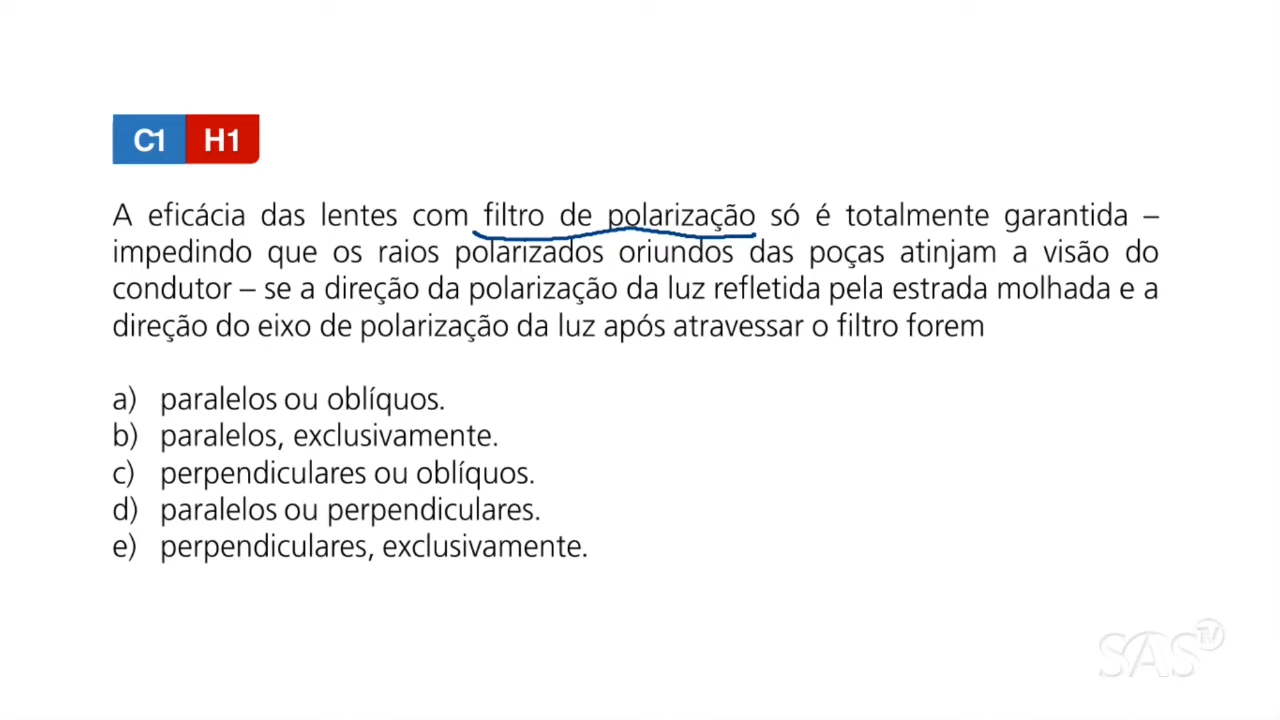 C1 H1
A eficácia das lentes com filtro de polarização só é totalmente garantida –
impedindo que os raios polarizados oriundos das poças atinjam a visão do
condutor – se a direção da polarização da luz refletida pela estrada molhada e a
direção do eixo de polarização da luz após atravessar o filtro forem
a) paralelos ou oblíquos.
b) paralelos, exclusivamente.
c) perpendiculares ou oblíquos.
d) paralelos ou perpendiculares.
e) perpendiculares, exclusivamente.
SAS TV